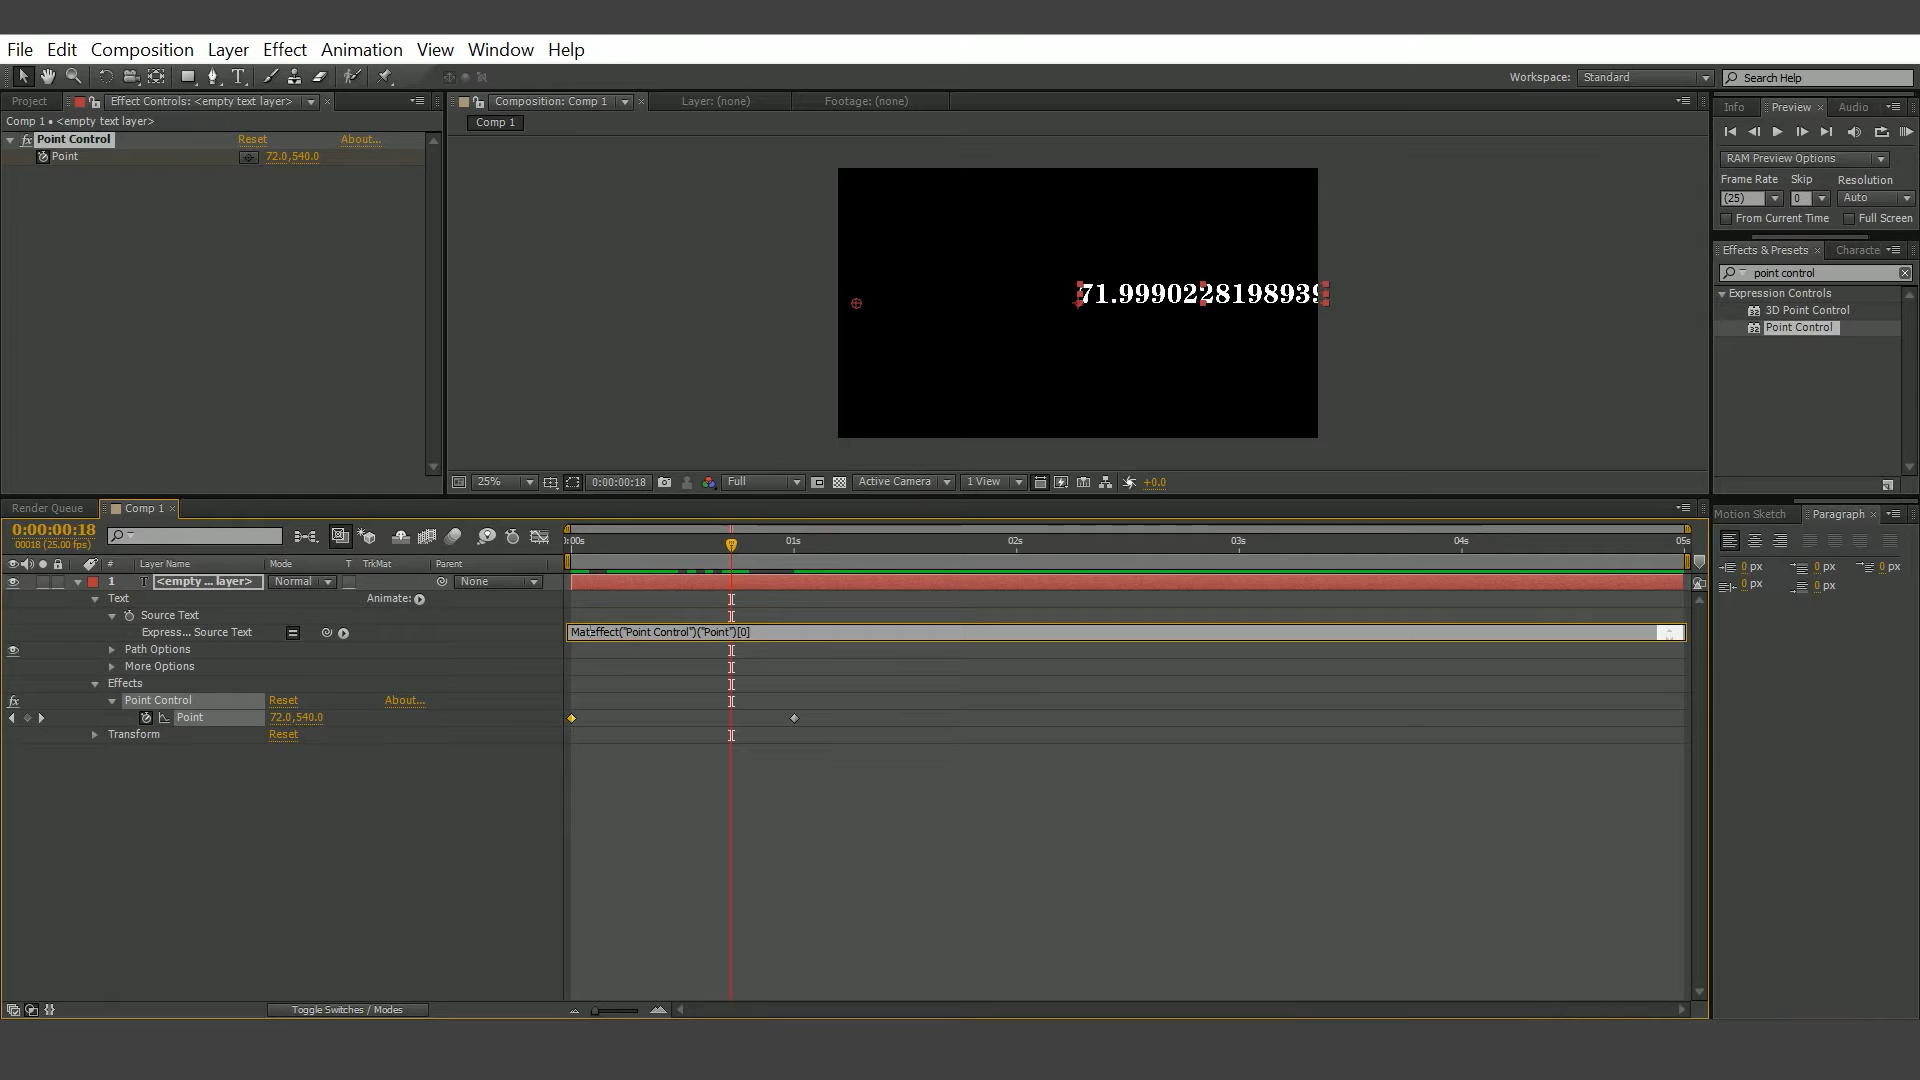 File Edit Composition Layer Effect Animation View Window Help
Workspace: Standard Search Help
Project Effect Controls: <empty text layer> Composition: Comp 1 Layer: (none) Footage: (none) Info Preview Audio
Comp 1 • <empty text layer> Comp 1
Point Control Reset About...
Point 72.0,540.0
RAM Preview Options
Frame Rate Skip Resolution
(25) 0 Auto
From Current Time Full Screen
Effects & Presets Characte
point control
Expression Controls
3D Point Control
Point Control
71.9990228198939
25% 0:00:00:18 Full Active Camera 1 View +0.0
Render Queue Comp 1 Motion Sketch Paragraph
0:00:00:18
00018 (25.00 fps)
0:00s 01s 02s 03s 04s 05s
# Layer Name Mode T TrkMat Parent
0 px 0 px 0 px
0 px 0 px
1 T <empty ... layer> Normal None
Text Animate:
Source Text
Express... Source Text Mateffect("Point Control")("Point")[0]
Path Options
More Options
Effects
fx Point Control Reset About...
Point 72.0,540.0
Transform Reset
Toggle Switches / Modes